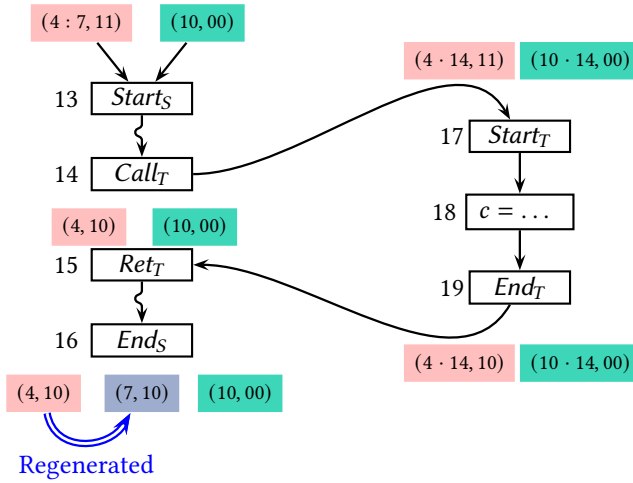 (4 : 7, 11) (10, 00)
13 Start_S
14 Call_T
(4, 10) (10, 00)
15 Ret_T
16 End_S
(4, 10) (7, 10) (10, 00)
Regenerated
(4 · 14, 11) (10 · 14, 00)
17 Start_T
18 c = . . .
19 End_T
(4 · 14, 10) (10 · 14, 00)